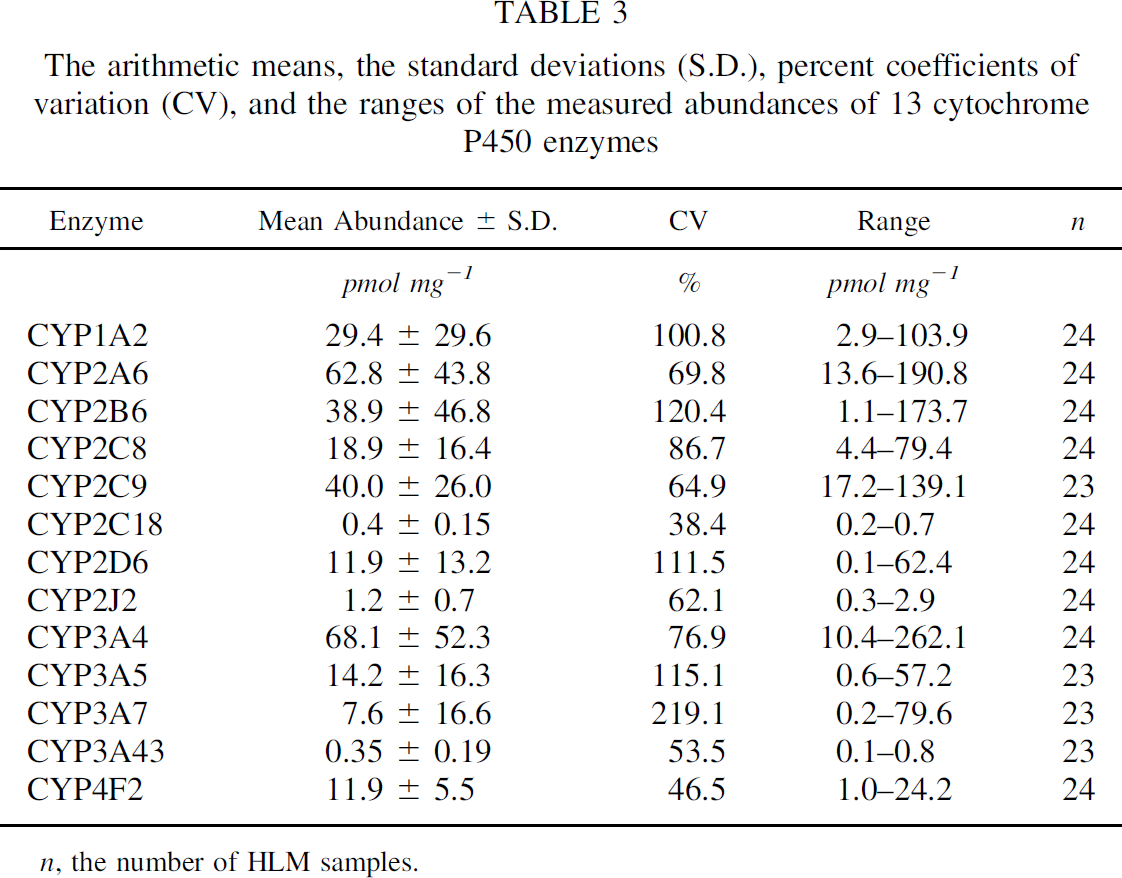 TABLE 3
The arithmetic means, the standard deviations (S.D.), percent coefficients of
variation (CV), and the ranges of the measured abundances of 13 cytochrome
P450 enzymes
Enzyme Mean Abundance ± S.D. CV Range n
pmol mg⁻¹ % pmol mg⁻¹
CYP1A2 29.4 ± 29.6 100.8 2.9–103.9 24
CYP2A6 62.8 ± 43.8 69.8 13.6–190.8 24
CYP2B6 38.9 ± 46.8 120.4 1.1–173.7 24
CYP2C8 18.9 ± 16.4 86.7 4.4–79.4 24
CYP2C9 40.0 ± 26.0 64.9 17.2–139.1 23
CYP2C18 0.4 ± 0.15 38.4 0.2–0.7 24
CYP2D6 11.9 ± 13.2 111.5 0.1–62.4 24
CYP2J2 1.2 ± 0.7 62.1 0.3–2.9 24
CYP3A4 68.1 ± 52.3 76.9 10.4–262.1 24
CYP3A5 14.2 ± 16.3 115.1 0.6–57.2 23
CYP3A7 7.6 ± 16.6 219.1 0.2–79.6 23
CYP3A43 0.35 ± 0.19 53.5 0.1–0.8 23
CYP4F2 11.9 ± 5.5 46.5 1.0–24.2 24
n, the number of HLM samples.